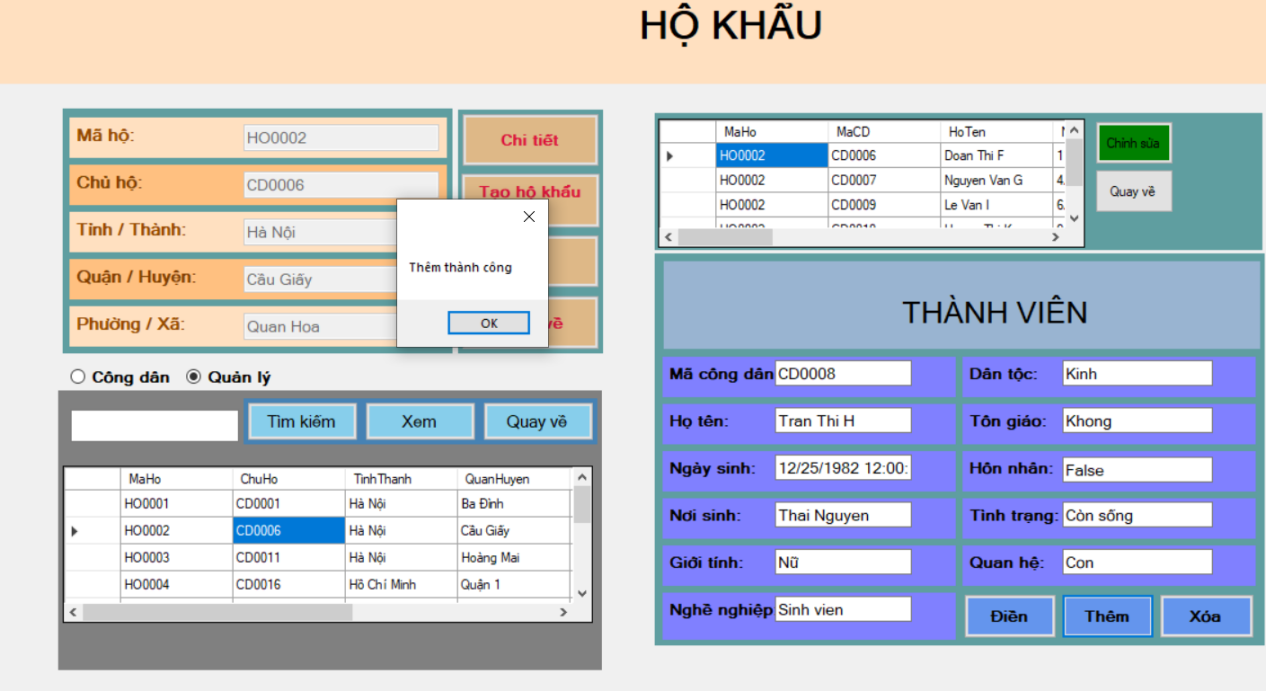 HỘ KHẨU
Mã hộ: HO0002
Chủ hộ: CD0006
Tỉnh / Thành: Hà Nội
Quận / Huyện: Cầu Giấy
Phường / Xã: Quan Hoa
Chi tiết
Tạo hộ khẩu
về
Thêm thành công
OK
Công dân Quản lý
Tìm kiếm Xem Quay về
MaHo ChuHo TinhThanh QuanHuyen
HO0001 CD0001 Hà Nội Ba Đình
HO0002 CD0006 Hà Nội Cầu Giấy
HO0003 CD0011 Hà Nội Hoàng Mai
HO0004 CD0016 Hồ Chí Minh Quận 1
MaHo MaCD HoTen
HO0002 CD0006 Doan Thi F 1
HO0002 CD0007 Nguyen Van G 4.
HO0002 CD0009 Le Van I 6.
Chỉnh sửa
Quay về
THÀNH VIÊN
Mã công dân CD0008 Dân tộc: Kinh
Họ tên: Tran Thi H Tôn giáo: Khong
Ngày sinh: 12/25/1982 12:00: Hôn nhân: False
Nơi sinh: Thai Nguyen Tình trạng: Còn sống
Giới tính: Nữ Quan hệ: Con
Nghề nghiệp Sinh vien
Điền Thêm Xóa